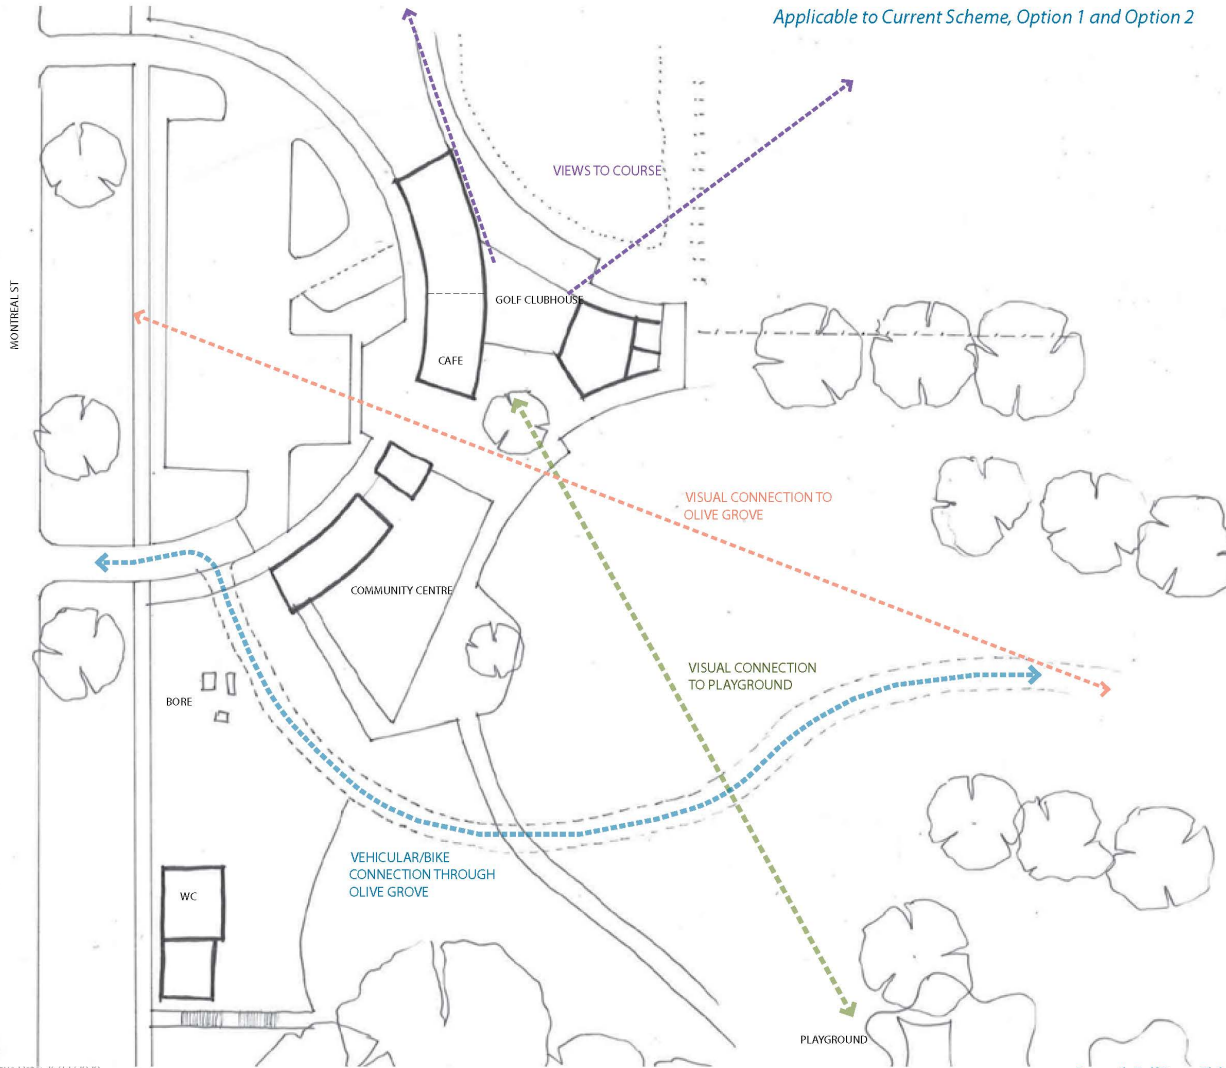 Applicable to Current Scheme, Option 1 and Option 2
VIEWS TO COURSE
MONTREAL ST
GOLF CLUBHOUSE
CAFE
VISUAL CONNECTION TO
OLIVE GROVE
COMMUNITY CENTRE
VISUAL CONNECTION
TO PLAYGROUND
BORE
VEHICULAR/BIKE
CONNECTION THROUGH
OLIVE GROVE
WC
PLAYGROUND